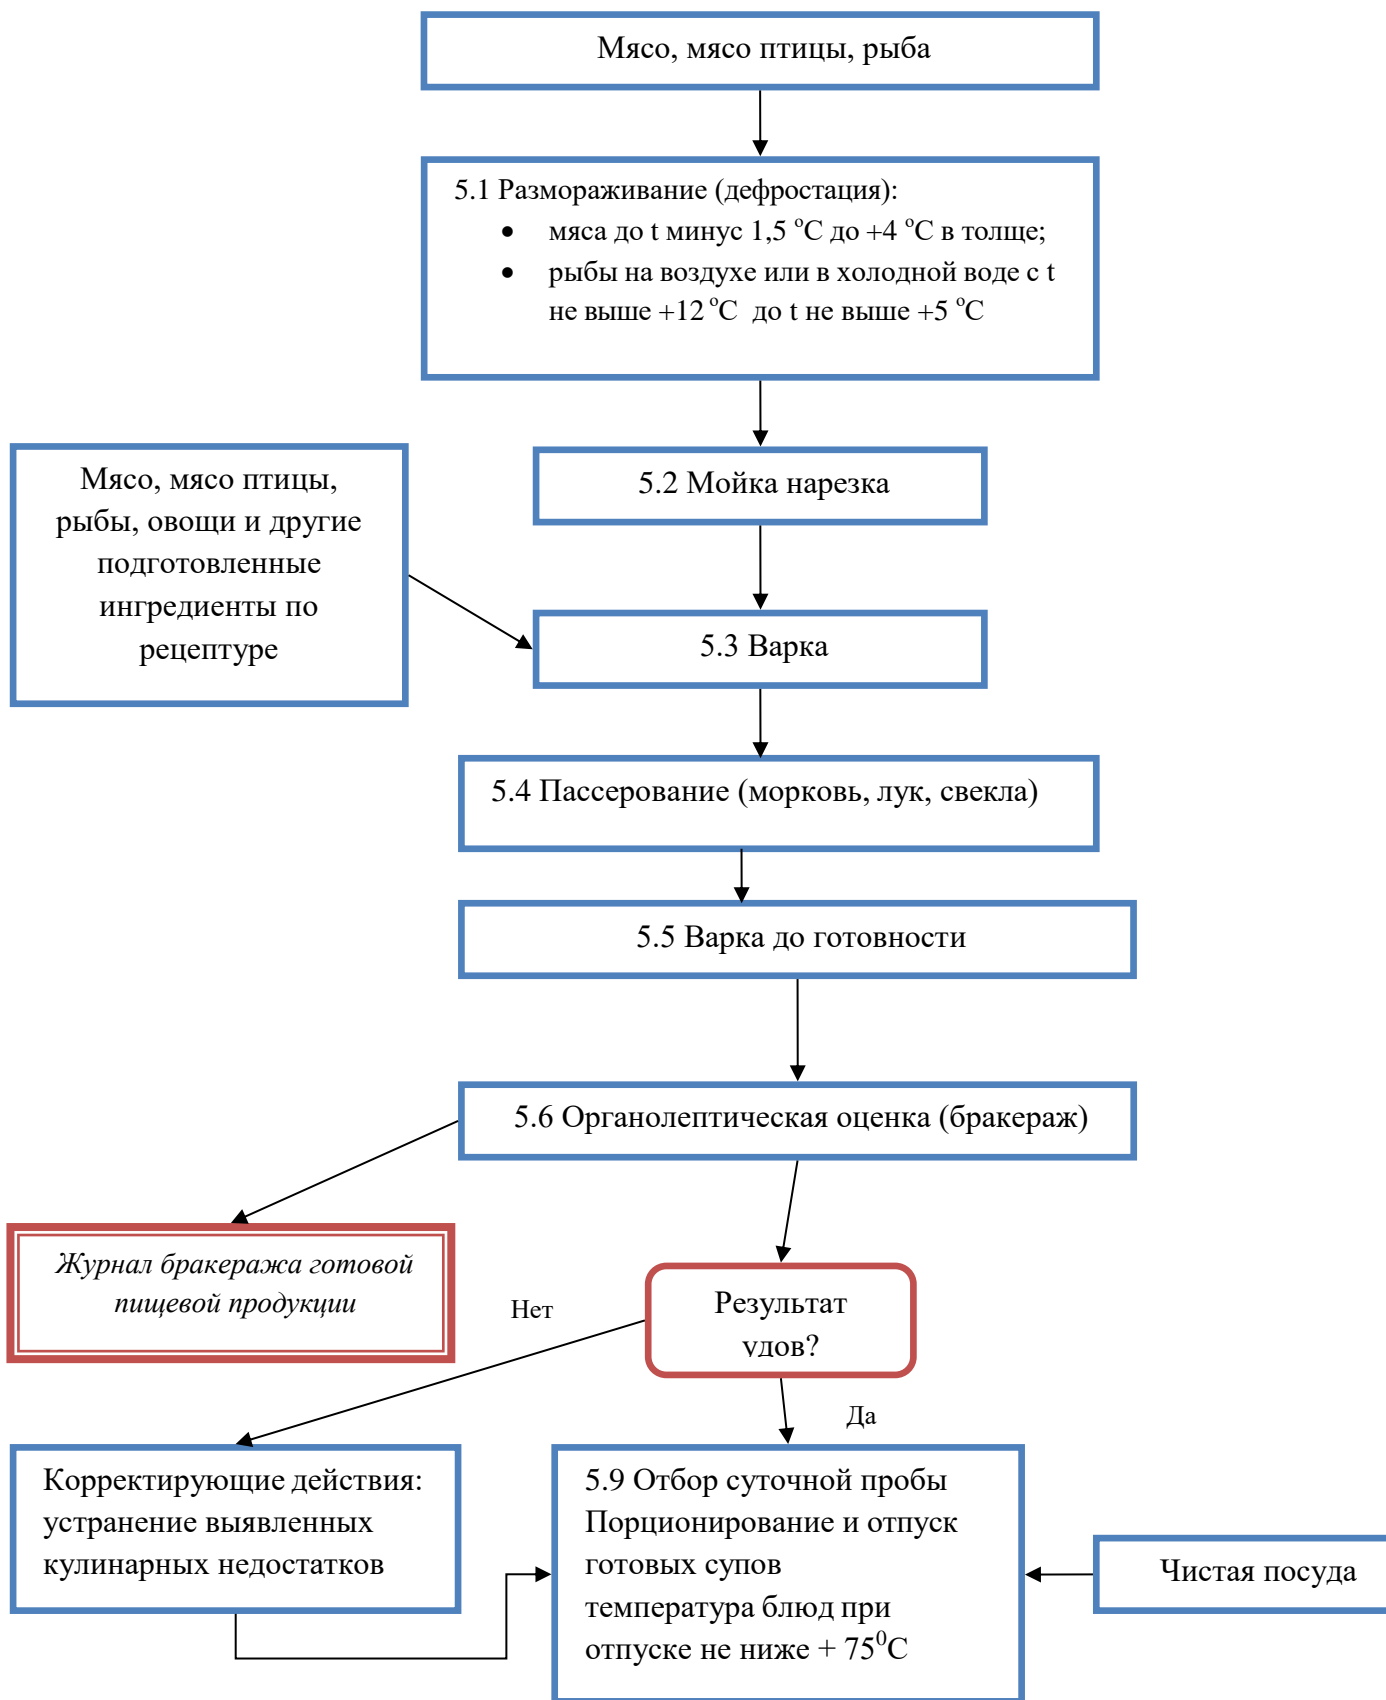 Мясо, мясо птицы, рыба
5.1 Размораживание (дефростация):
• мяса до t минус 1,5 °С до +4 °С в толще;
• рыбы на воздухе или в холодной воде с t
не выше +12 °С до t не выше +5 °С
Мясо, мясо птицы,
рыбы, овощи и другие
подготовленные
ингредиенты по
рецептуре
5.2 Мойка нарезка
5.3 Варка
5.4 Пассерование (морковь, лук, свекла)
5.5 Варка до готовности
5.6 Органолептическая оценка (бракераж)
Журнал бракеража готовой
пищевой продукции
Нет
Результат
удов?
Да
Корректирующие действия:
устранение выявленных
кулинарных недостатков
5.9 Отбор суточной пробы
Порционирование и отпуск
готовых супов
температура блюд при
отпуске не ниже + 75⁰С
Чистая посуда